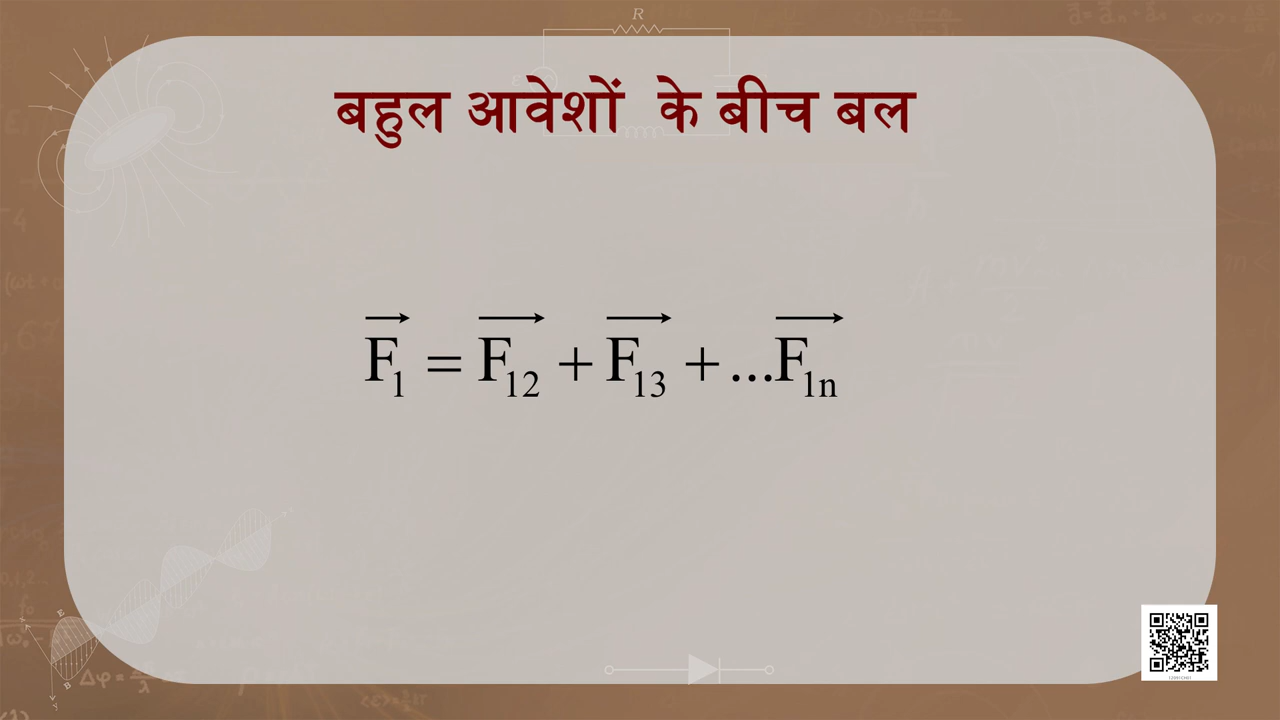 बहुल आवेशों के बीच बल
F₁ = F₁₂ + F₁₃ + ...F₁ₙ